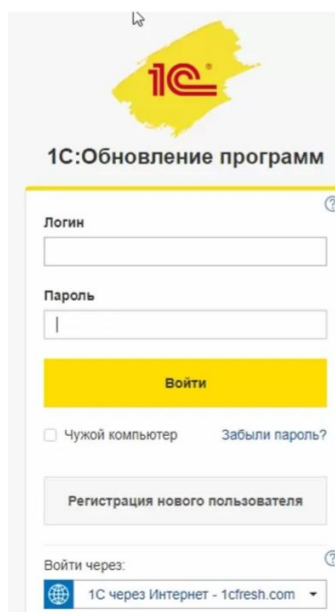 1С
1С:Обновление программ
?
Логин
Пароль
Войти
Чужой компьютер Забыли пароль?
Регистрация нового пользователя
Войти через: ?
1С через Интернет - 1cfresh.com